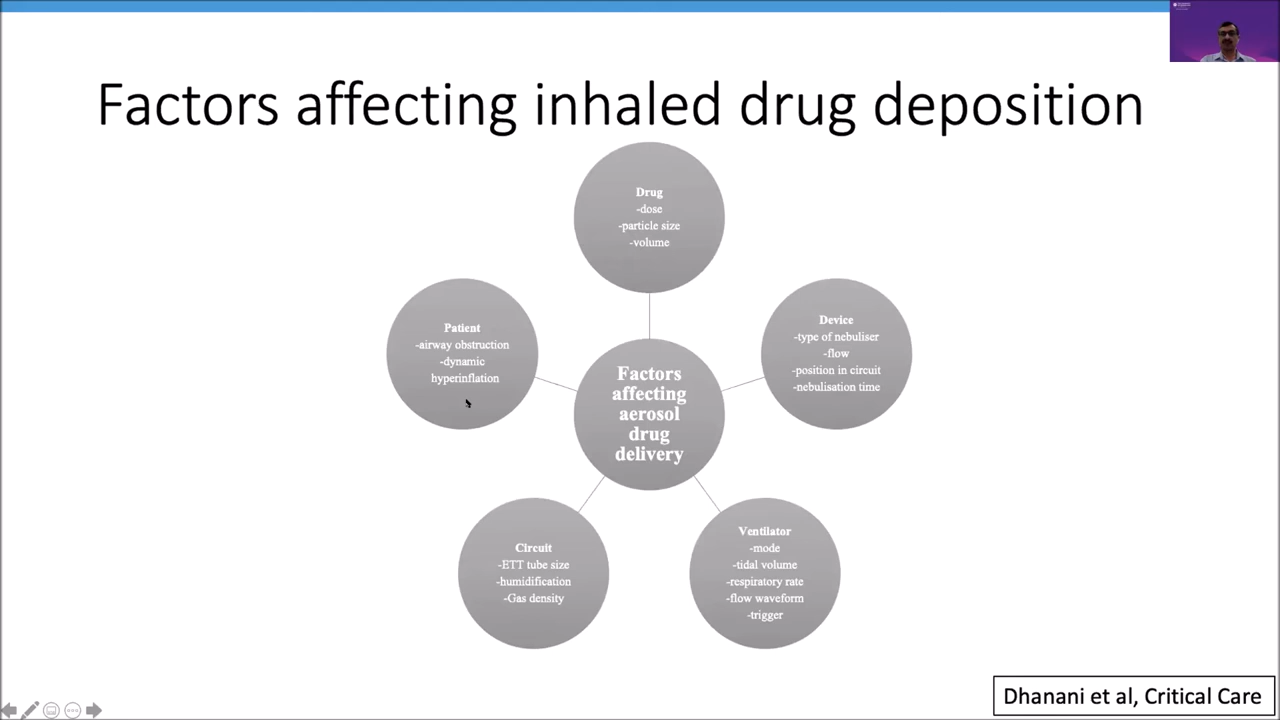 Factors affecting inhaled drug deposition
Drug
-dose
-particle size
-volume
Patient
-airway obstruction
-dynamic
hyperinflation
Device
-type of nebuliser
-flow
-position in circuit
-nebulisation time
Factors
affecting
aerosol
drug
delivery
Circuit
-ETT tube size
-humidification
-Gas density
Ventilator
-mode
-tidal volume
-respiratory rate
-flow waveform
-trigger
Dhanani et al, Critical Care